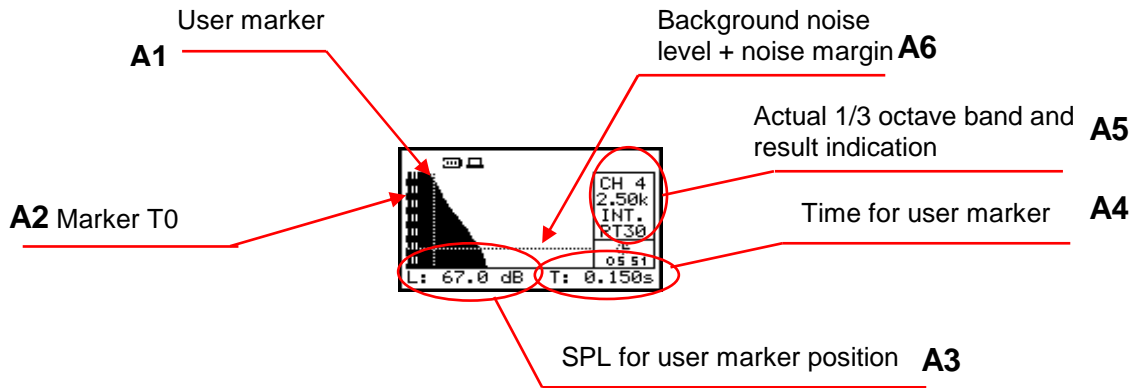 User marker
A1
Background noise
level + noise margin A6
Actual 1/3 octave band and
result indication
A5
A2 Marker T0
CH 4
2.50k
INT.
RT30
05 51
L: 67.0 dB T: 0.150s
Time for user marker A4
SPL for user marker position A3